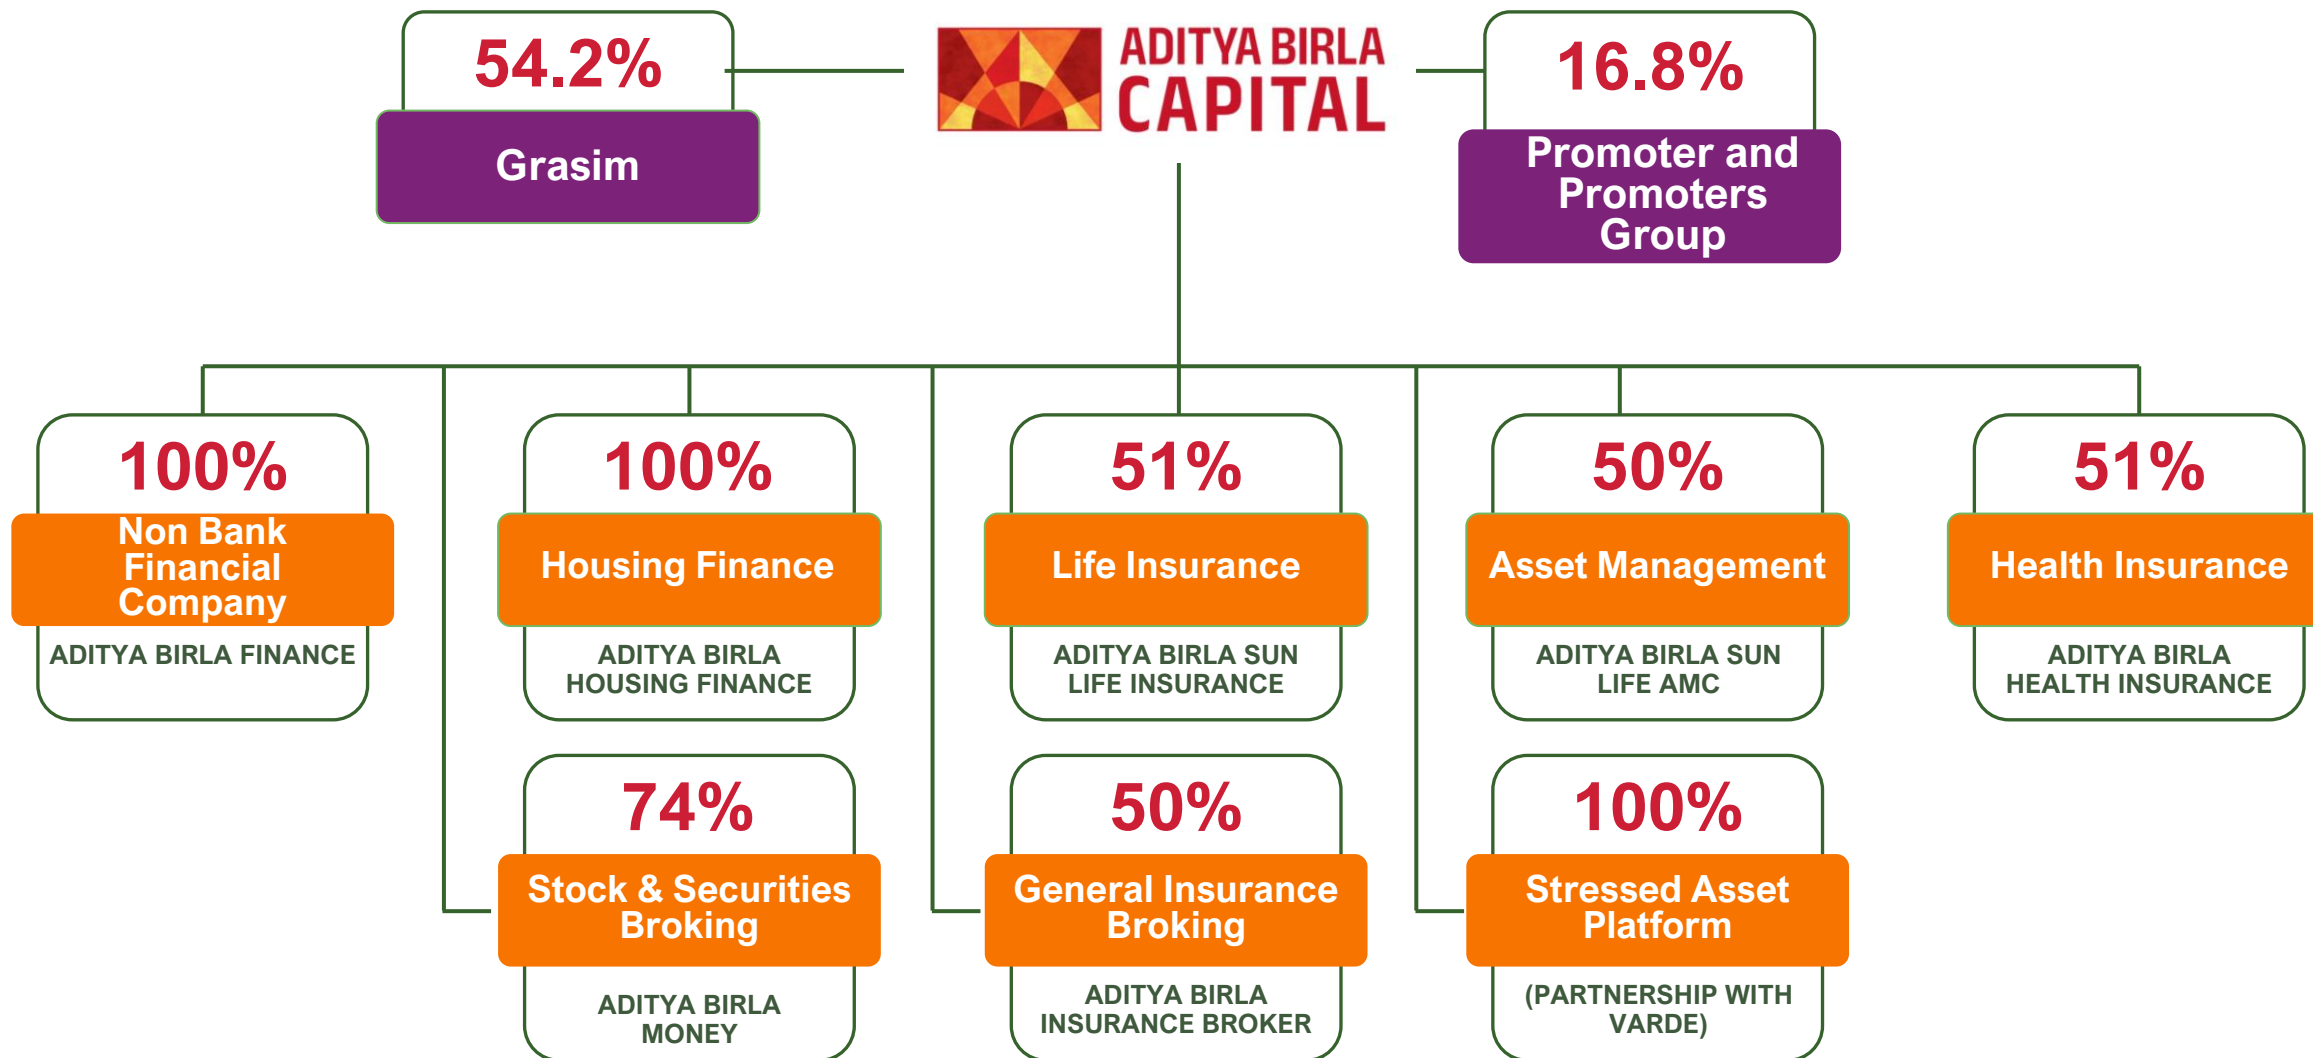 54.2%
Grasim
ADITYA BIRLA
CAPITAL
16.8%
Promoter and
Promoters
Group
100%
Non Bank
Financial
Company
ADITYA BIRLA FINANCE
100%
Housing Finance
ADITYA BIRLA
HOUSING FINANCE
51%
Life Insurance
ADITYA BIRLA SUN
LIFE INSURANCE
50%
Asset Management
ADITYA BIRLA SUN
LIFE AMC
51%
Health Insurance
ADITYA BIRLA
HEALTH INSURANCE
74%
Stock & Securities
Broking
ADITYA BIRLA
MONEY
50%
General Insurance
Broking
ADITYA BIRLA
INSURANCE BROKER
100%
Stressed Asset
Platform
(PARTNERSHIP WITH
VARDE)